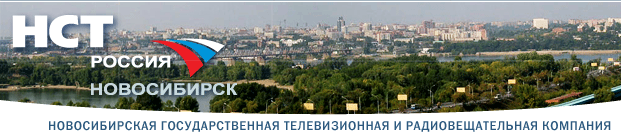 НСТ
РОССИЯ
НОВОСИБИРСК
НОВОСИБИРСКАЯ ГОСУДАРСТВЕННАЯ ТЕЛЕВИЗИОННАЯ И РАДИОВЕЩАТЕЛЬНАЯ КОМПАНИЯ